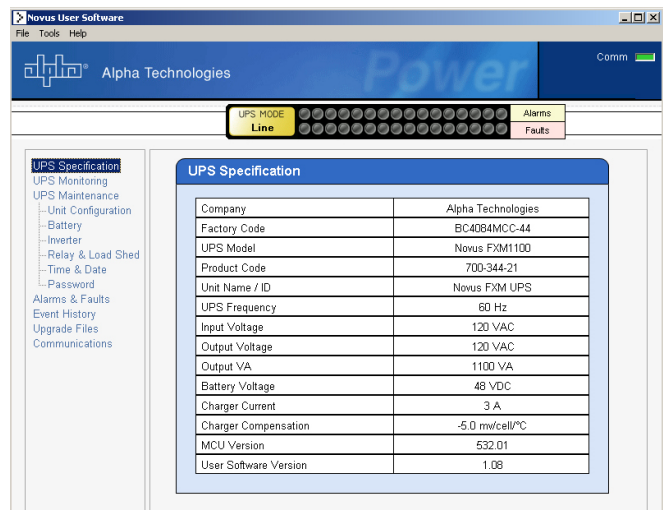 Novus User Software
File Tools Help
alpha® Alpha Technologies
Power
Comm
UPS MODE
Line
Alarms
Faults
UPS Specification
UPS Monitoring
UPS Maintenance
Unit Configuration
Battery
Inverter
Relay & Load Shed
Time & Date
Password
Alarms & Faults
Event History
Upgrade Files
Communications
UPS Specification
Company Alpha Technologies
Factory Code BC4084MCC-44
UPS Model Novus FXM1100
Product Code 700-344-21
Unit Name / ID Novus FXM UPS
UPS Frequency 60 Hz
Input Voltage 120 VAC
Output Voltage 120 VAC
Output VA 1100 VA
Battery Voltage 48 VDC
Charger Current 3 A
Charger Compensation -5.0 mv/cell/°C
MCU Version 532.01
User Software Version 1.08